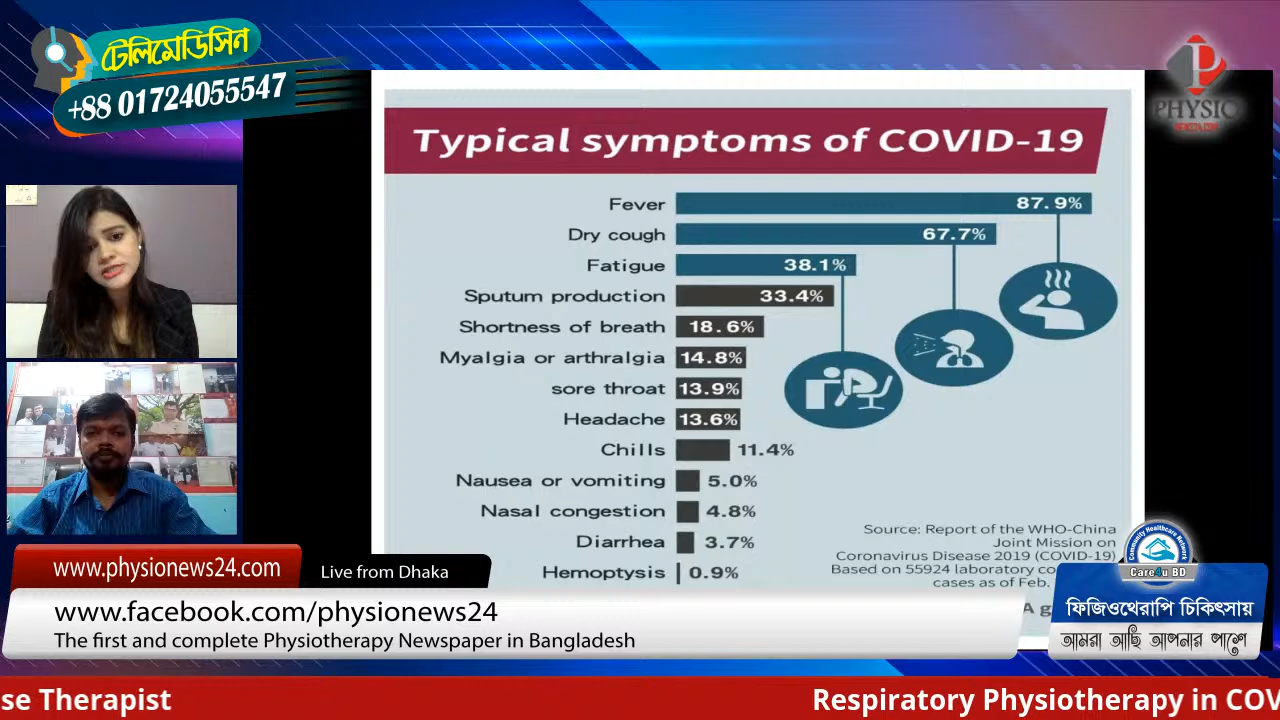 টেলিমেডিসিন
+88 01724055547
PHYSIO
Typical symptoms of COVID-19
Fever 87.9%
Dry cough 67.7%
Fatigue 38.1%
Sputum production 33.4%
Shortness of breath 18.6%
Myalgia or arthralgia 14.8%
sore throat 13.9%
Headache 13.6%
Chills 11.4%
Nausea or vomiting 5.0%
Nasal congestion 4.8%
Diarrhea 3.7%
Hemoptysis 0.9%
Source: Report of the WHO-China
Joint Mission on
Coronavirus Disease 2019 (COVID-19)
Based on 55924 laboratory
cases as of Feb.
Community Healthcare Network
Care4u BD
ফিজিওথেরাপি চিকিৎসায়
আমরা আছি আপনার পাশে
www.physionews24.com
Live from Dhaka
www.facebook.com/physionews24
The first and complete Physiotherapy Newspaper in Bangladesh
se Therapist
Respiratory Physiotherapy in COV